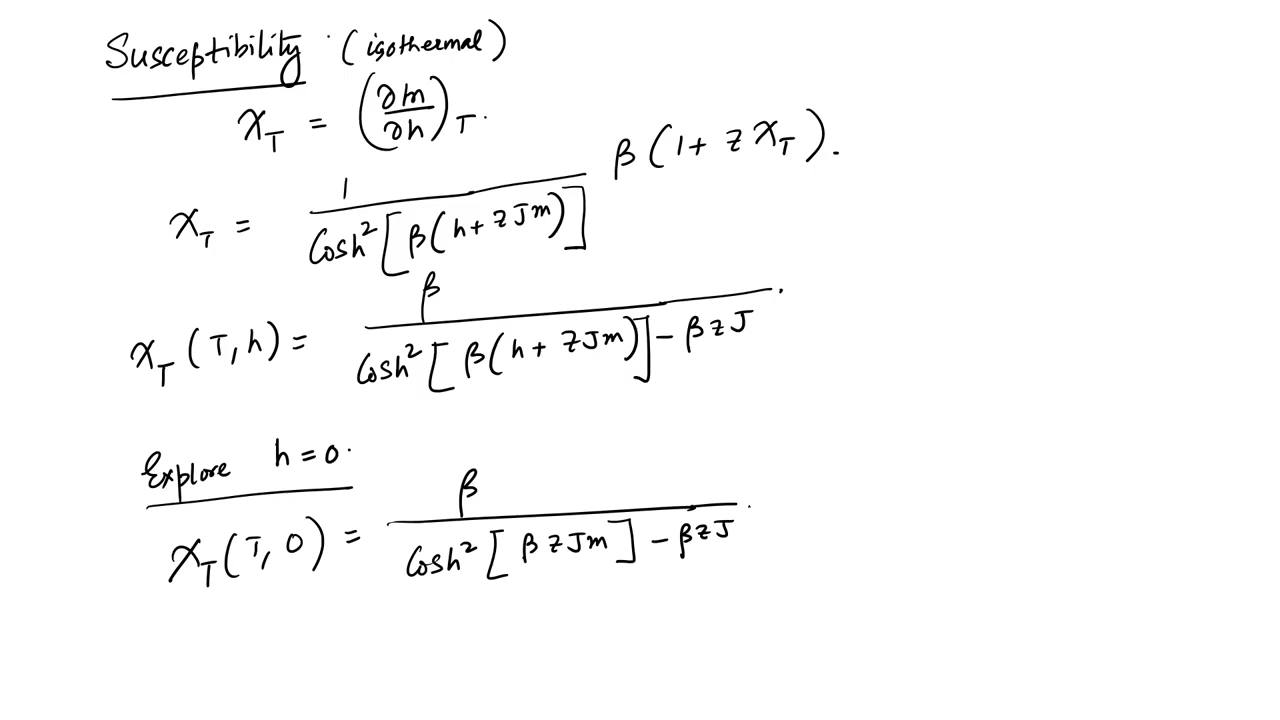 Susceptibility (isothermal)
χ_T = (∂m/∂h)_T.
χ_T = 1 / Cosh²[β(h + zJm)] β(1 + zχ_T).
χ_T(T, h) = β / Cosh²[β(h + zJm)] − βzJ.
Explore h = 0.
χ_T(T, 0) = β / Cosh²[βzJm] − βzJ.